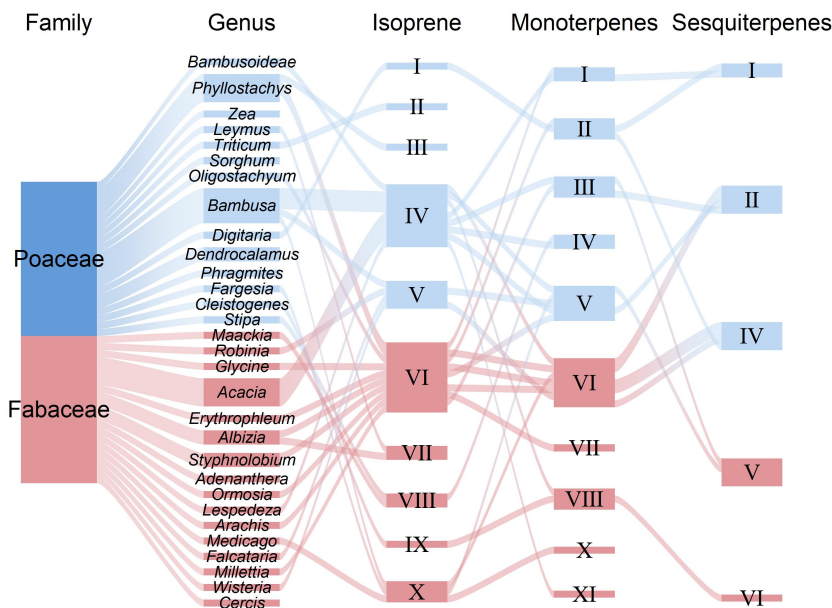 Family Genus Isoprene Monoterpenes Sesquiterpenes
Poaceae
Fabaceae
Bambusoideae
Phyllostachys
Zea
Leymus
Triticum
Sorghum
Oligostachyum
Bambusa
Digitaria
Dendrocalamus
Phragmites
Fargesia
Cleistogenes
Stipa
Maackia
Robinia
Glycine
Acacia
Erythrophleum
Albizia
Styphnolobium
Adenanthera
Ormosia
Lespedeza
Arachis
Medicago
Falcataria
Millettia
Wisteria
Cercis
I
II
III
IV
V
VI
VII
VIII
IX
X
I
II
III
IV
V
VI
VII
VIII
X
XI
I
II
IV
V
VI